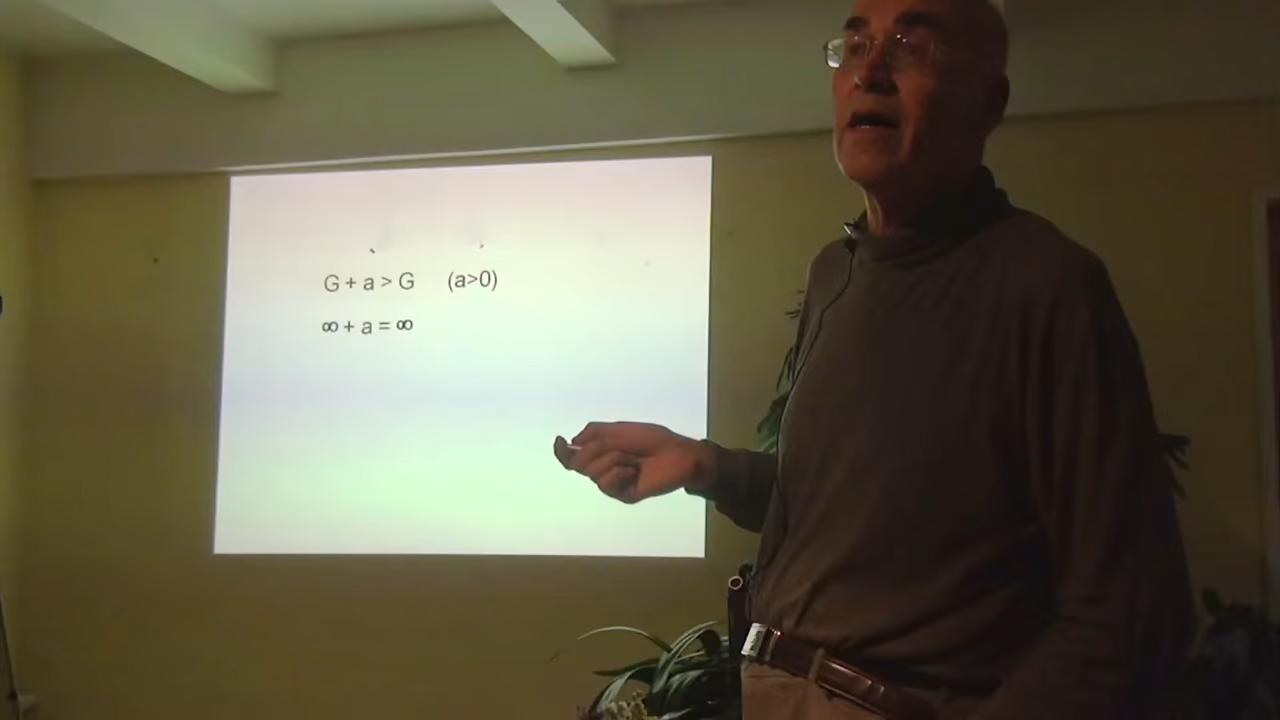 G + a > G (a>0)
∞ + a = ∞